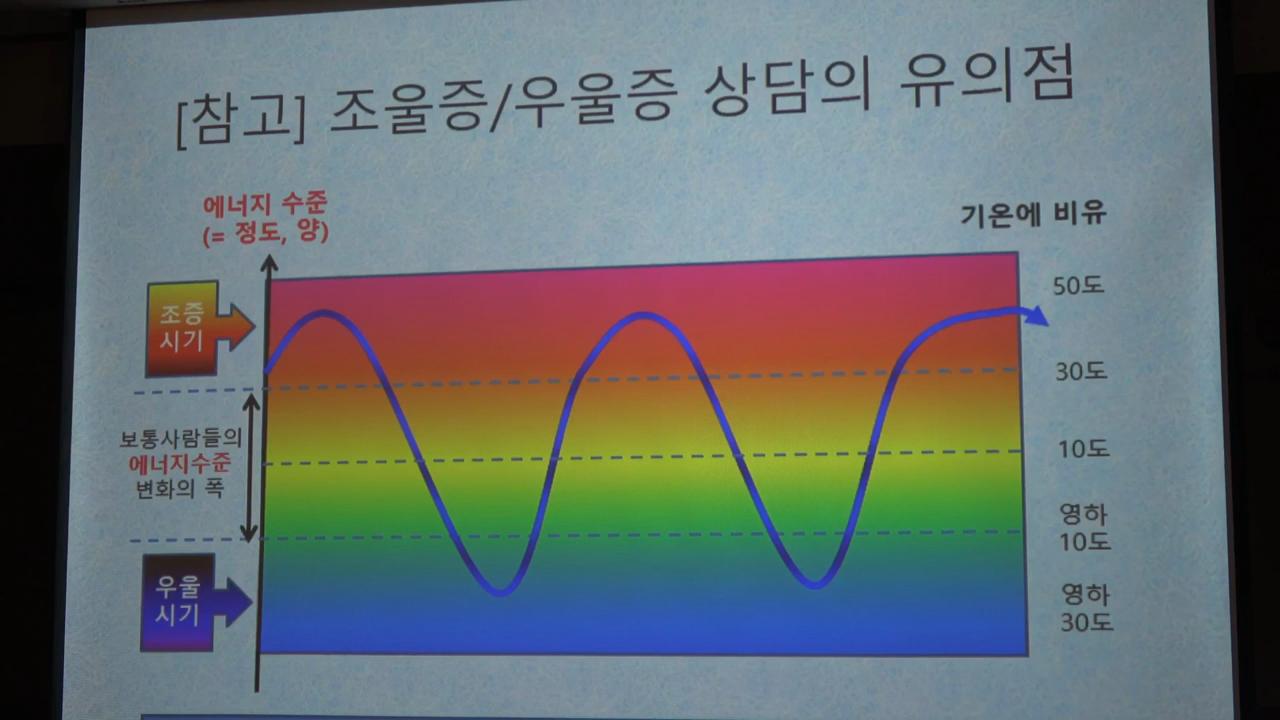 [참고] 조울증/우울증 상담의 유의점
에너지 수준
(= 정도, 양)
기온에 비유
조증
시기
보통사람들의
에너지수준
변화의 폭
우울
시기
50도
30도
10도
영하
10도
영하
30도